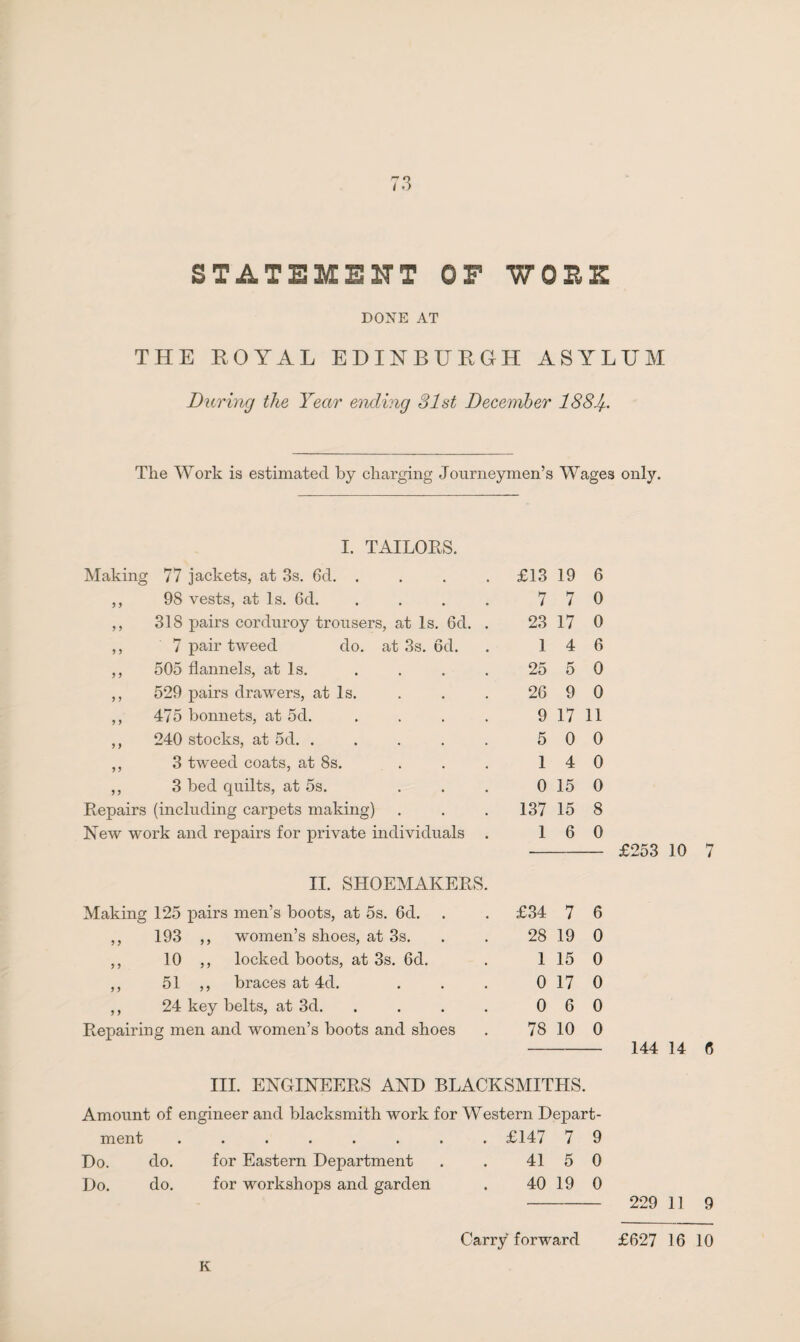 73
STATEMENT OF WORK
DONE AT
THE ROYAL EDINBURGH ASYLUM
During the Year ending 31st December 1884.
The Work is estimated by charging Journeymen’s Wages only.
I. TAILORS.
Making 77 jackets, at 3s. 6d. . . . . £13 19 6
,, 98 vests, at 1s. 6d. . . . . 7 7 0
,, 318 pairs corduroy trousers, at 1s. 6d. . 23 17 0
,, 7 pair tweed do. at 3s. 6d. . 1 4 6
,, 505 flannels, at 1s. . . . . 25 5 0
,, 529 pairs drawers, at 1s. . . . 26 9 0
,, 475 bonnets, at 5d. . . . . 9 17 11
,, 240 stocks, at 5d. . . . . . 5 0 0
,, 3 tweed coats, at 8s. . . . 1 4 0
,, 3 bed quilts, at 5s. . . . 0 15 0
Repairs (including carpets making) . . . 137 15 8
New work and repairs for private individuals . 1 6 0
£253 10 7
II. SHOEMAKERS.
Making 125 pairs men’s boots, at 5s. 6d. . . £34 7 6
,, 193 ,, women’s shoes, at 3s. . . 28 19 0
,, 10 ,, locked boots, at 3s. 6d. . 1 15 0
,, 51 ,, braces at 4d. . . . 0 17 0
,, 24 key belts, at 3d. . . . . 0 6 0
Repairing men and women’s boots and shoes . 78 10 0
144 14 6
III. ENGINEERS AND BLACKSMITHS.
Amount of engineer and blacksmith work for Western Depart-
ment . . . . . . . . £147 7 9
Do. do. for Eastern Department . . 41 5 0
Do. do. for workshops and garden . 40 19 0
229 11 9
Carry forward £627 16 10
K